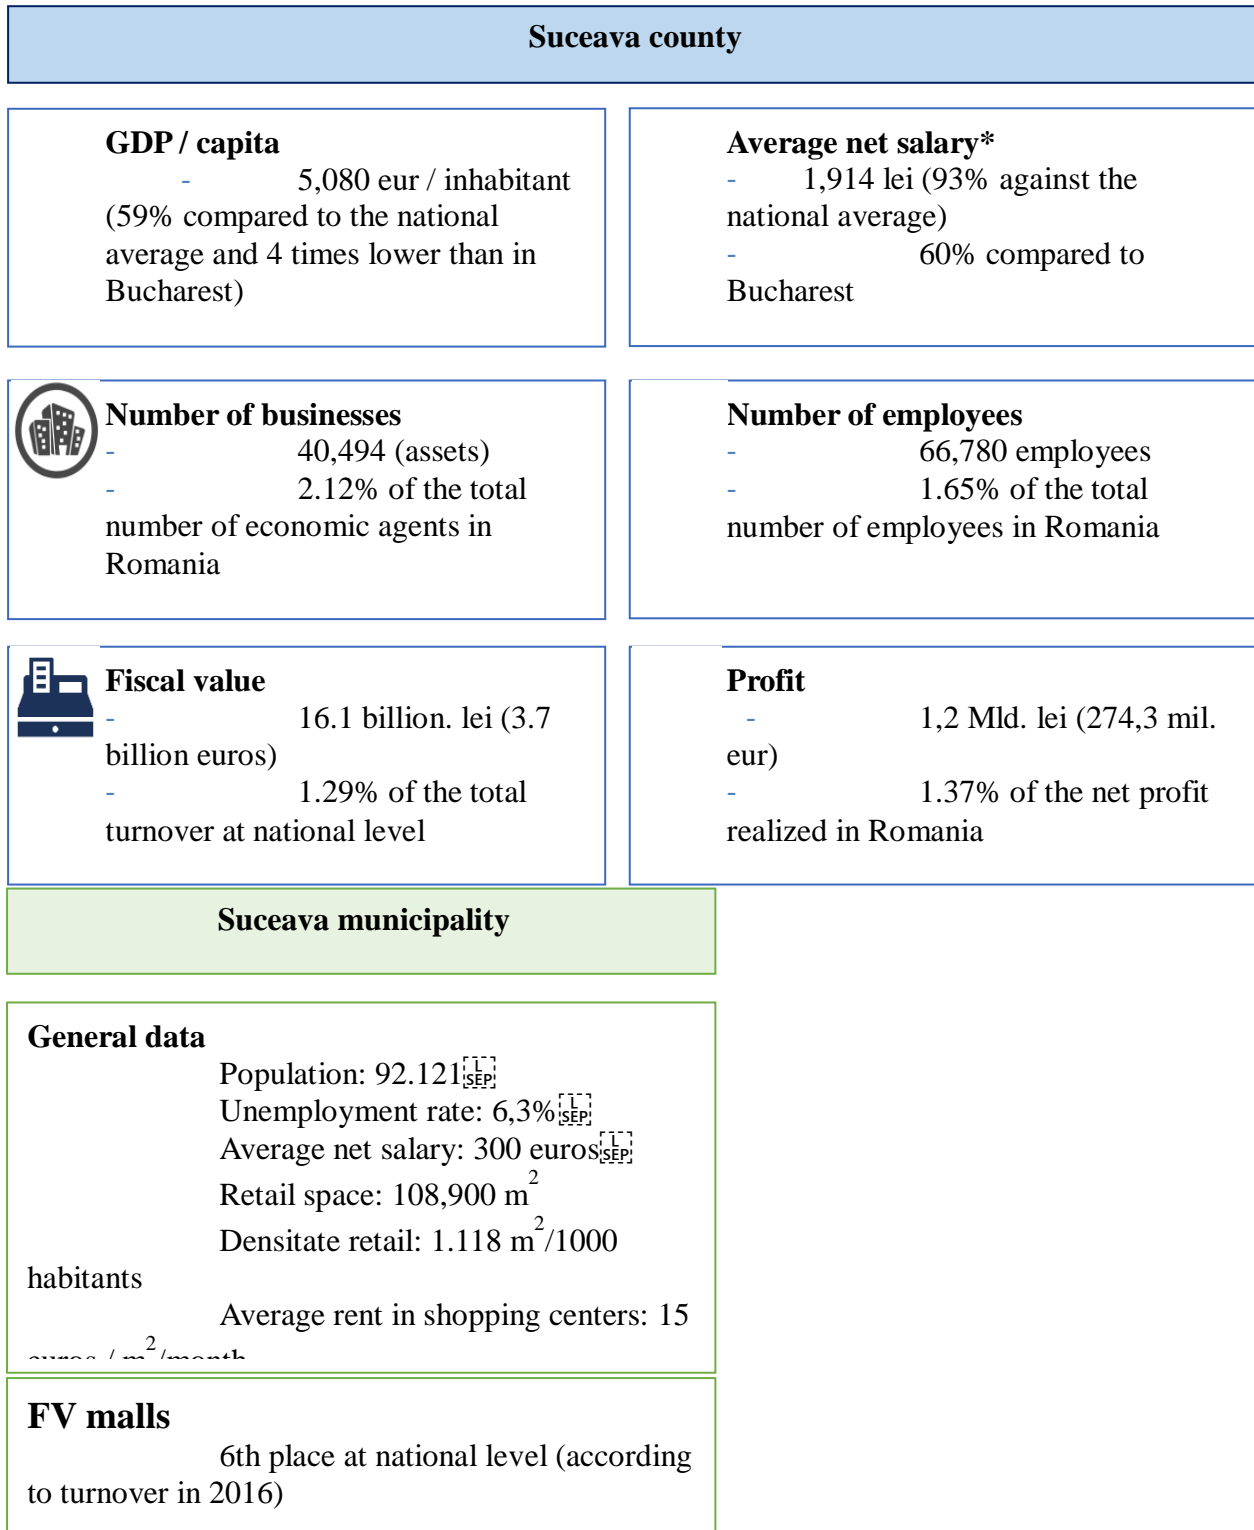 Suceava county
GDP / capita
- 5,080 eur / inhabitant
(59% compared to the national
average and 4 times lower than in
Bucharest)
Average net salary*
- 1,914 lei (93% against the
national average)
- 60% compared to
Bucharest
Number of businesses
- 40,494 (assets)
- 2.12% of the total
number of economic agents in
Romania
Number of employees
- 66,780 employees
- 1.65% of the total
number of employees in Romania
Fiscal value
- 16.1 billion. lei (3.7
billion euros)
- 1.29% of the total
turnover at national level
Profit
- 1,2 Mld. lei (274,3 mil.
eur)
- 1.37% of the net profit
realized in Romania
Suceava municipality
General data
Population: 92.121 L SEP
Unemployment rate: 6,3% L SEP
Average net salary: 300 euros L SEP
Retail space: 108,900 m²
Densitate retail: 1.118 m²/1000
habitants
Average rent in shopping centers: 15
euros / m²/month
FV malls
6th place at national level (according
to turnover in 2016)